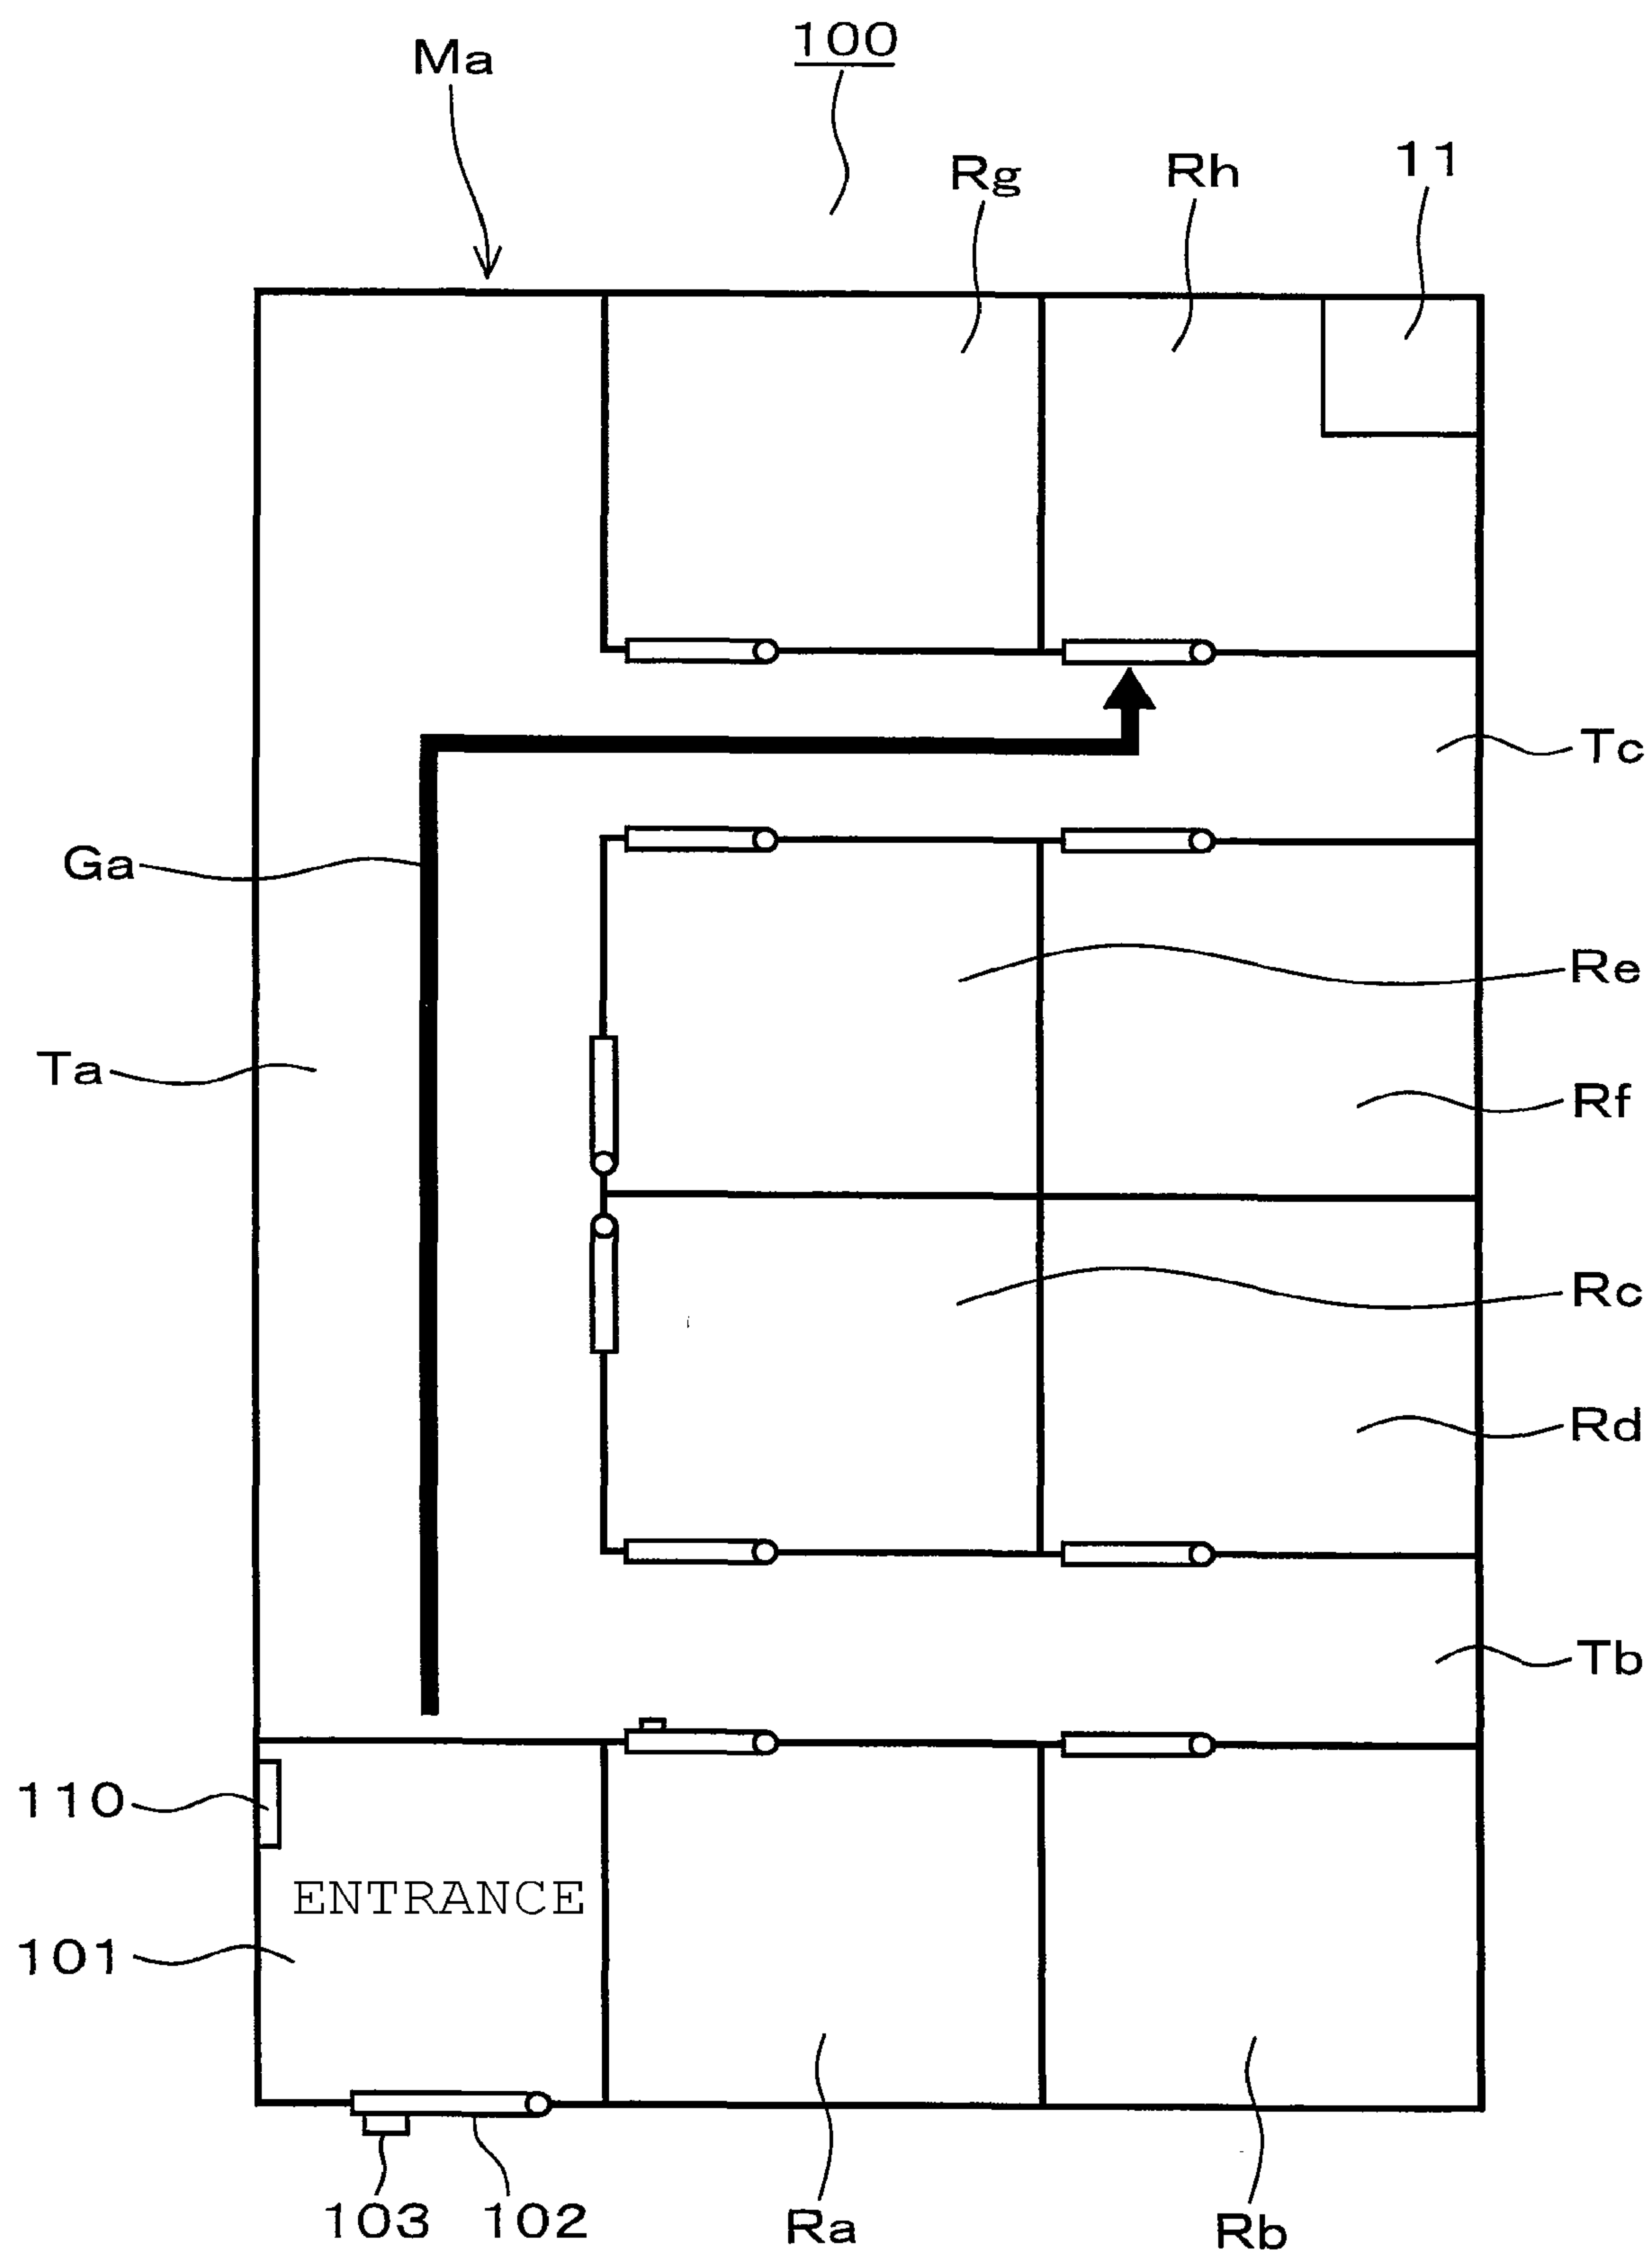 100
Ma
Rg
Rh
11
Tc
Ga
Re
Ta
Rf
Rc
Rd
Tb
110
ENTRANCE
101
103
102
Ra
Rb